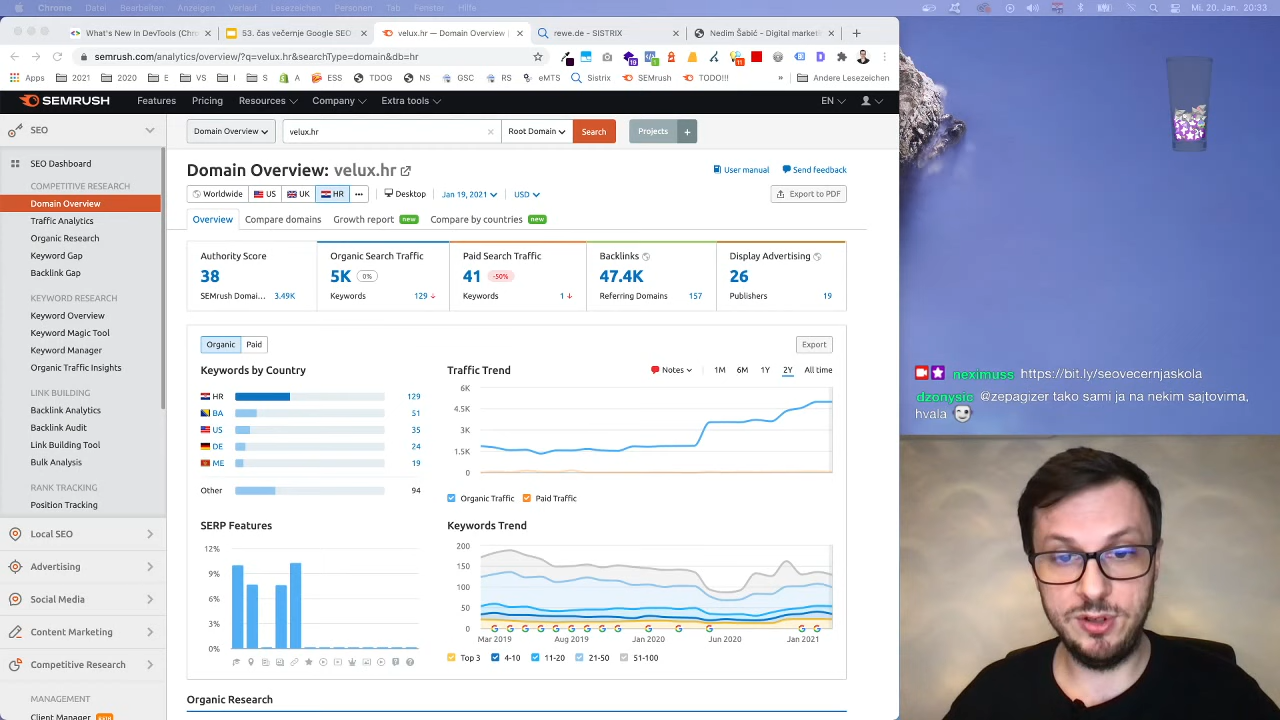 Chrome Datei Bearbeiten Anzeigen Verlauf Lesezeichen Personen Tab Fenster Hilfe Mi. 20. Jan. 20:33
What's New In DevTools (Chro
53. čas večernje Google SEO
velux.hr — Domain Overview
rewe.de - SISTRIX
Nedim Šabić - Digital market
semrush.com/analytics/overview/?q=velux.hr&searchType=domain&db=hr
Apps 2021 2020 E I S A ESS TDOG NS GSC RS eMTS Sistrix SEMrush TODO!!! » Andere Lesezeichen
SEMRUSH Features Pricing Resources Company Extra tools EN
SEO
Domain Overview velux.hr Root Domain Search Projects +
SEO Dashboard
COMPETITIVE RESEARCH
Domain Overview
Traffic Analytics
Organic Research
Keyword Gap
Backlink Gap
KEYWORD RESEARCH
Keyword Overview
Keyword Magic Tool
Keyword Manager
Organic Traffic Insights
LINK BUILDING
Backlink Analytics
Backlink Audit
Link Building Tool
Bulk Analysis
RANK TRACKING
Position Tracking
Local SEO
Advertising
Social Media
Content Marketing
Competitive Research
MANAGEMENT
Client Manager
Domain Overview: velux.hr
User manual Send feedback
Worldwide US UK HR ••• Desktop Jan 19, 2021 USD Export to PDF
Overview Compare domains Growth report new Compare by countries new
Authority Score
38
SEMrush Domai... 3.49K
Organic Search Traffic
5K 0%
Keywords 129 ↓
Paid Search Traffic
41 -50%
Keywords 1 ↓
Backlinks
47.4K
Referring Domains 157
Display Advertising
26
Publishers 19
Organic Paid Export
Keywords by Country
HR 129
BA 51
US 35
DE 24
ME 19
Other 94
Traffic Trend Notes 1M 6M 1Y 2Y All time
6K
4.5K
3K
1.5K
0
Organic Traffic Paid Traffic
SERP Features
12%
9%
6%
3%
0%
Keywords Trend
200
150
100
50
0
Mar 2019 Aug 2019 Jan 2020 Jun 2020 Jan 2021
Top 3 4-10 11-20 21-50 51-100
Organic Research
neximuss https://bit.ly/seovecernjaskola
dzonysic @zepagizer tako sami ja na nekim sajtovima,
hvala